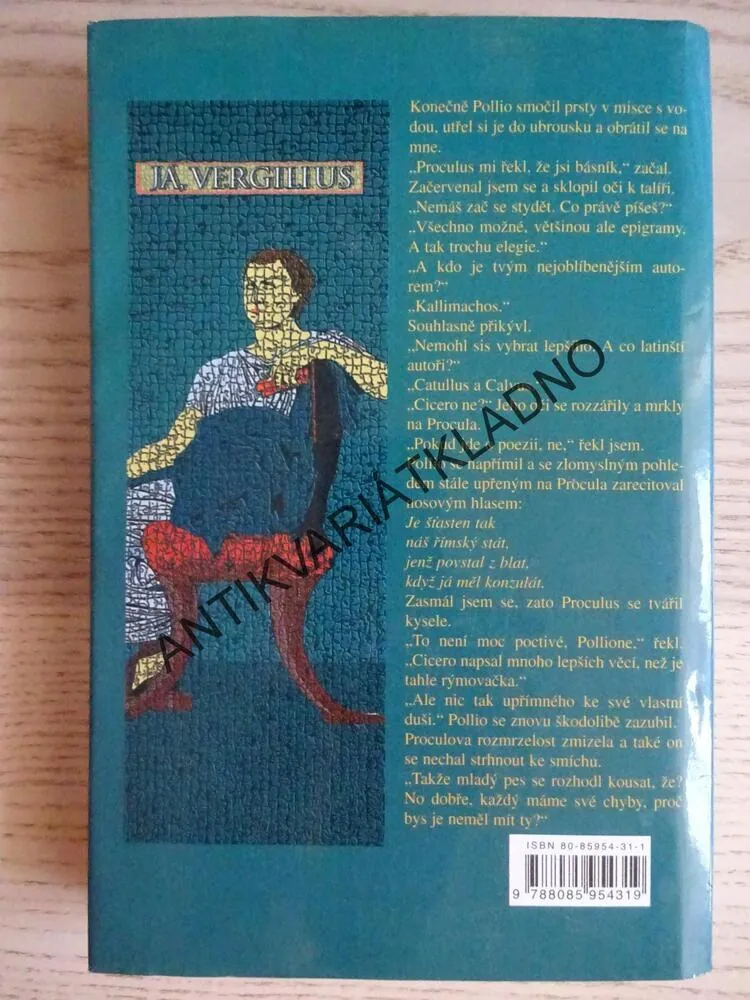 JÁ, VERGILIUS
Konečně Pollio smočil prsty v misce s vo-
dou, utřel si je do ubrousku a obrátil se na
mne.
„Proculus mi řekl, že jsi básník,“ začal.
Začervenal jsem se a sklopil oči k talíři.
„Nemáš zač se stydět. Co právě píšeš?“
„Všechno možné, většinou ale epigramy.
A tak trochu elegie.“
„A kdo je tvým nejoblíbenějším auto-
rem?“
„Kallimachos.“
Souhlasně přikývl.
„Nemohl sis vybrat lepšího. A co latinští
autoři?“
„Catullus a
„Cicero ne?“ Jeho oči se rozzářily a mrkly
na Procula.
„Pokud jde o poezii, ne,“ řekl jsem.
Pollio se napřímil a se zlomyslným pohle-
dem stále upřeným na Procula zarecitoval
nosovým hlasem:
Je šťasten tak
náš římský stát,
jenž povstal z blat,
když já měl konzulát.
Zasmál jsem se, zato Proculus se tvářil
kysele.
„To není moc poctivé, Pollione,“ řekl.
„Cicero napsal mnoho lepších věcí, než je
tahle rýmovačka.“
„Ale nic tak upřímného ke své vlastní
duši.“ Pollio se znovu škodolibě zazubil.
Proculova rozmrzelost zmizela a také on
se nechal strhnout ke smíchu.
„Takže mladý pes se rozhodl kousat, že?
No dobře, každý máme své chyby, proč
bys je neměl mít ty?“
ISBN 80-85954-31-1
9 788085 954319
ANTIKVARIÁTKLADNO